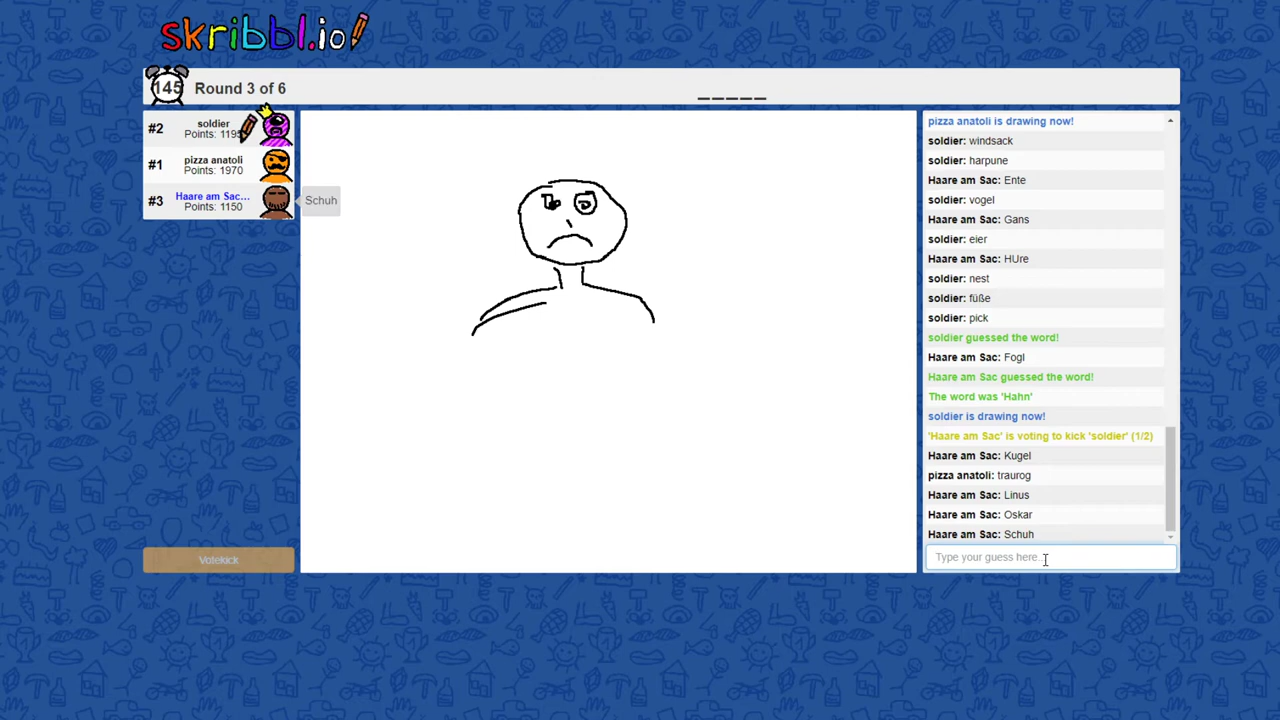 skribbl.io
145
Round 3 of 6
_____
#2
soldier
Points: 1195
#1
pizza anatoli
Points: 1970
#3
Haare am Sac...
Points: 1150
Schuh
Votekick
pizza anatoli is drawing now!
soldier: windsack
soldier: harpune
Haare am Sac: Ente
soldier: vogel
Haare am Sac: Gans
soldier: eier
Haare am Sac: HUre
soldier: nest
soldier: füße
soldier: pick
soldier guessed the word!
Haare am Sac: Fogl
Haare am Sac guessed the word!
The word was 'Hahn'
soldier is drawing now!
'Haare am Sac' is voting to kick 'soldier' (1/2)
Haare am Sac: Kugel
pizza anatoli: traurog
Haare am Sac: Linus
Haare am Sac: Oskar
Haare am Sac: Schuh
Type your guess here...